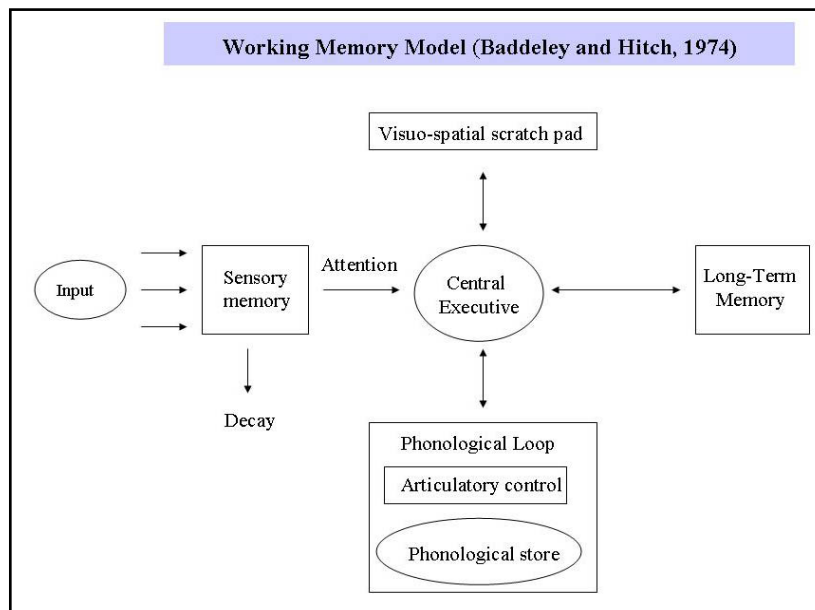 Working Memory Model (Baddeley and Hitch, 1974)
Visuo-spatial scratch pad
Input
Sensory
memory
Attention
Central
Executive
Long-Term
Memory
Decay
Phonological Loop
Articulatory control
Phonological store